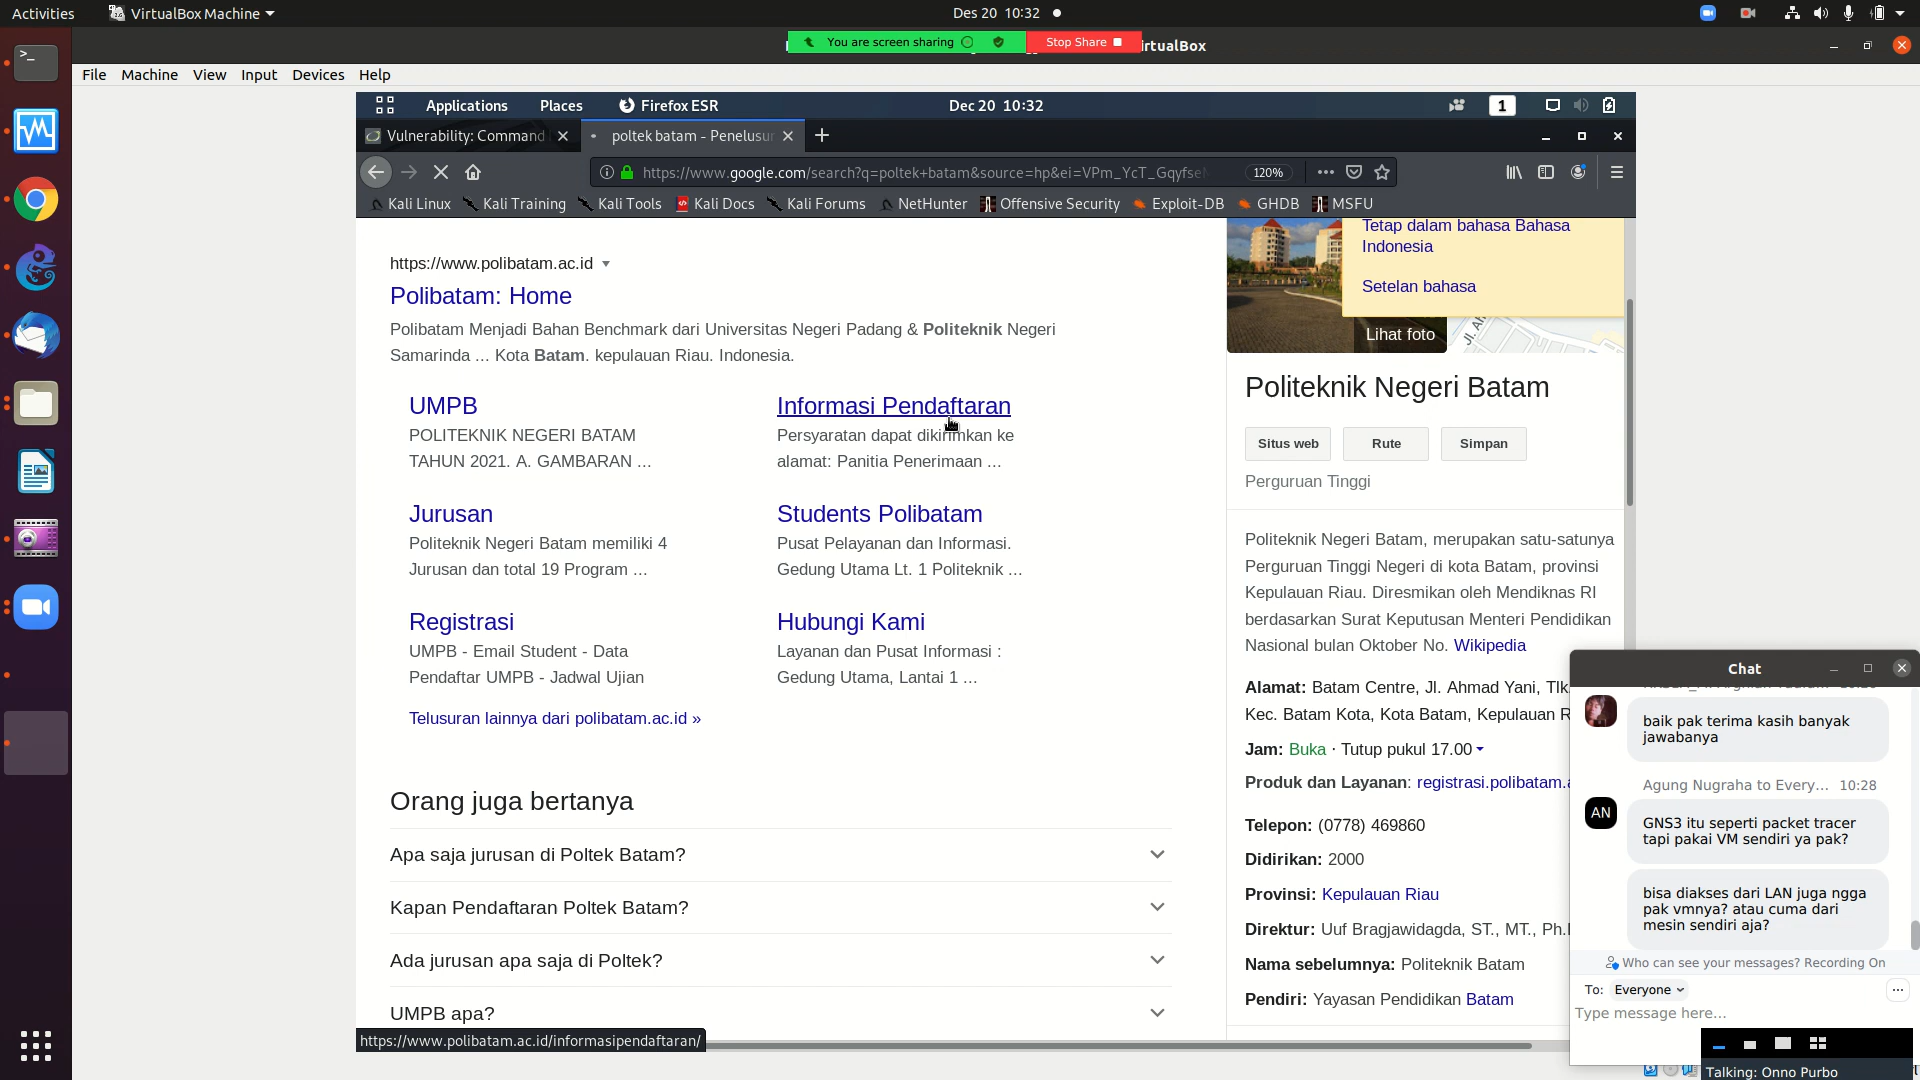 Activities
VirtualBox Machine
Des 20 10:32
You are screen sharing
Stop Share
rtualBox
File Machine View Input Devices Help
Applications Places Firefox ESR
Dec 20 10:32
1
Vulnerability: Command
poltek batam - Penelusur
https://www.google.com/search?q=poltek+batam&source=hp&ei=VPm_YcT_Gqyfse
120%
Kali Linux Kali Training Kali Tools Kali Docs Kali Forums NetHunter Offensive Security Exploit-DB GHDB MSFU
https://www.polibatam.ac.id
Polibatam: Home
Polibatam Menjadi Bahan Benchmark dari Universitas Negeri Padang & Politeknik Negeri
Samarinda ... Kota Batam. kepulauan Riau. Indonesia.
UMPB
POLITEKNIK NEGERI BATAM
TAHUN 2021. A. GAMBARAN ...
Informasi Pendaftaran
Persyaratan dapat dikirimkan ke
alamat: Panitia Penerimaan ...
Jurusan
Politeknik Negeri Batam memiliki 4
Jurusan dan total 19 Program ...
Students Polibatam
Pusat Pelayanan dan Informasi.
Gedung Utama Lt. 1 Politeknik ...
Registrasi
UMPB - Email Student - Data
Pendaftar UMPB - Jadwal Ujian
Hubungi Kami
Layanan dan Pusat Informasi :
Gedung Utama, Lantai 1 ...
Telusuran lainnya dari polibatam.ac.id »
Orang juga bertanya
Apa saja jurusan di Poltek Batam?
Kapan Pendaftaran Poltek Batam?
Ada jurusan apa saja di Poltek?
UMPB apa?
https://www.polibatam.ac.id/informasipendaftaran/
Tetap dalam bahasa Bahasa
Indonesia
Setelan bahasa
Lihat foto
Jl. Ah
Politeknik Negeri Batam
Situs web
Rute
Simpan
Perguruan Tinggi
Politeknik Negeri Batam, merupakan satu-satunya
Perguruan Tinggi Negeri di kota Batam, provinsi
Kepulauan Riau. Diresmikan oleh Mendiknas RI
berdasarkan Surat Keputusan Menteri Pendidikan
Nasional bulan Oktober No. Wikipedia
Alamat: Batam Centre, Jl. Ahmad Yani, Tlk
Kec. Batam Kota, Kota Batam, Kepulauan R
Jam: Buka · Tutup pukul 17.00
Produk dan Layanan: registrasi.polibatam.a
Telepon: (0778) 469860
Didirikan: 2000
Provinsi: Kepulauan Riau
Direktur: Uuf Bragjawidagda, ST., MT., Ph.
Nama sebelumnya: Politeknik Batam
Pendiri: Yayasan Pendidikan Batam
Chat
baik pak terima kasih banyak
jawabanya
Agung Nugraha to Every... 10:28
AN
GNS3 itu seperti packet tracer
tapi pakai VM sendiri ya pak?
bisa diakses dari LAN juga ngga
pak vmnya? atau cuma dari
mesin sendiri aja?
Who can see your messages? Recording On
To: Everyone
Type message here...
Talking: Onno Purbo